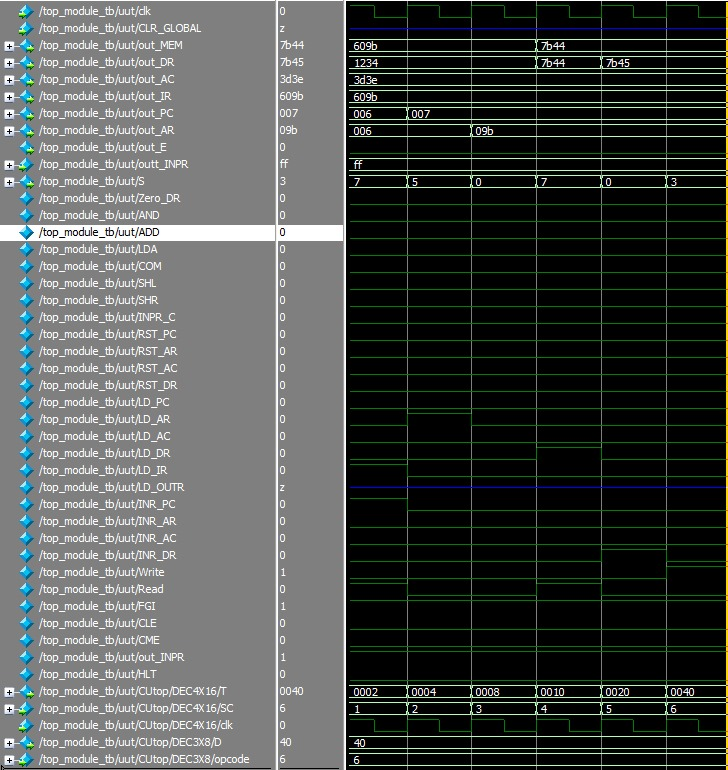 /top_module_tb/uut/clk 0
/top_module_tb/uut/CLR_GLOBAL z
/top_module_tb/uut/out_MEM 7b44 609b 7b44
/top_module_tb/uut/out_DR 7b45 1234 7b44 7b45
/top_module_tb/uut/out_AC 3d3e 3d3e
/top_module_tb/uut/out_IR 609b 609b
/top_module_tb/uut/out_PC 007 006 007
/top_module_tb/uut/out_AR 09b 006 09b
/top_module_tb/uut/out_E 0
/top_module_tb/uut/outt_INPR ff ff
/top_module_tb/uut/S 3 7 5 0 7 0 3
/top_module_tb/uut/Zero_DR 0
/top_module_tb/uut/AND 0
/top_module_tb/uut/ADD 0
/top_module_tb/uut/LDA 0
/top_module_tb/uut/COM 0
/top_module_tb/uut/SHL 0
/top_module_tb/uut/SHR 0
/top_module_tb/uut/INPR_C 0
/top_module_tb/uut/RST_PC 0
/top_module_tb/uut/RST_AR 0
/top_module_tb/uut/RST_AC 0
/top_module_tb/uut/RST_DR 0
/top_module_tb/uut/LD_PC 0
/top_module_tb/uut/LD_AR 0
/top_module_tb/uut/LD_AC 0
/top_module_tb/uut/LD_DR 0
/top_module_tb/uut/LD_IR 0
/top_module_tb/uut/LD_OUTR z
/top_module_tb/uut/INR_PC 0
/top_module_tb/uut/INR_AR 0
/top_module_tb/uut/INR_AC 0
/top_module_tb/uut/INR_DR 0
/top_module_tb/uut/Write 1
/top_module_tb/uut/Read 0
/top_module_tb/uut/FGI 1
/top_module_tb/uut/CLE 0
/top_module_tb/uut/CME 0
/top_module_tb/uut/out_INPR 1
/top_module_tb/uut/HLT 0
/top_module_tb/uut/CUtop/DEC4X16/T 0040 0002 0004 0008 0010 0020 0040
/top_module_tb/uut/CUtop/DEC4X16/SC 6 1 2 3 4 5 6
/top_module_tb/uut/CUtop/DEC4X16/clk 0
/top_module_tb/uut/CUtop/DEC3X8/D 40 40
/top_module_tb/uut/CUtop/DEC3X8/opcode 6 6